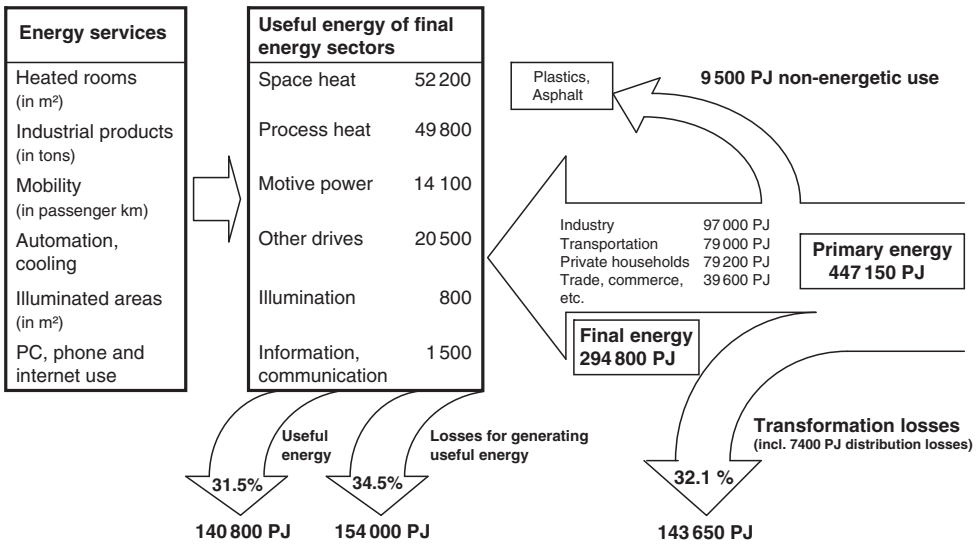 Energy services
Heated rooms
(in m²)
Industrial products
(in tons)
Mobility
(in passenger km)
Automation,
cooling
Illuminated areas
(in m²)
PC, phone and
internet use
Useful energy of final
energy sectors
Space heat 52 200
Process heat 49 800
Motive power 14 100
Other drives 20 500
Illumination 800
Information,
communication 1 500
Plastics,
Asphalt
9 500 PJ non-energetic use
Industry 97 000 PJ
Transportation 79 000 PJ
Private households 79 200 PJ
Trade, commerce, 39 600 PJ
etc.
Primary energy
447 150 PJ
Final energy
294 800 PJ
Useful
energy
31.5%
140 800 PJ
Losses for generating
useful energy
34.5%
154 000 PJ
Transformation losses
(incl. 7400 PJ distribution losses)
32.1 %
143 650 PJ